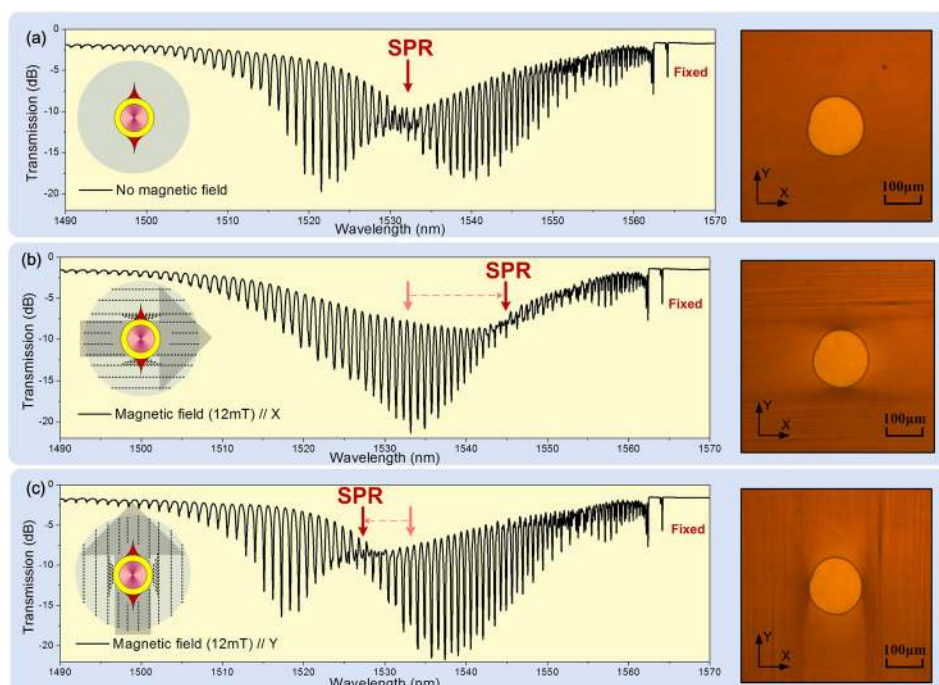 (a)
0
-5
-10
-15
-20
Transmission (dB)
SPR
Fixed
No magnetic field
1490 1500 1510 1520 1530 1540 1550 1560 1570
Wavelength (nm)
Y
X
100μm
(b)
0
-5
-10
-15
-20
Transmission (dB)
SPR
Fixed
Magnetic field (12mT) // X
1490 1500 1510 1520 1530 1540 1550 1560 1570
Wavelength (nm)
Y
X
100μm
(c)
0
-5
-10
-15
-20
Transmission (dB)
SPR
Fixed
Magnetic field (12mT) // Y
1490 1500 1510 1520 1530 1540 1550 1560 1570
Wavelength (nm)
Y
X
100μm